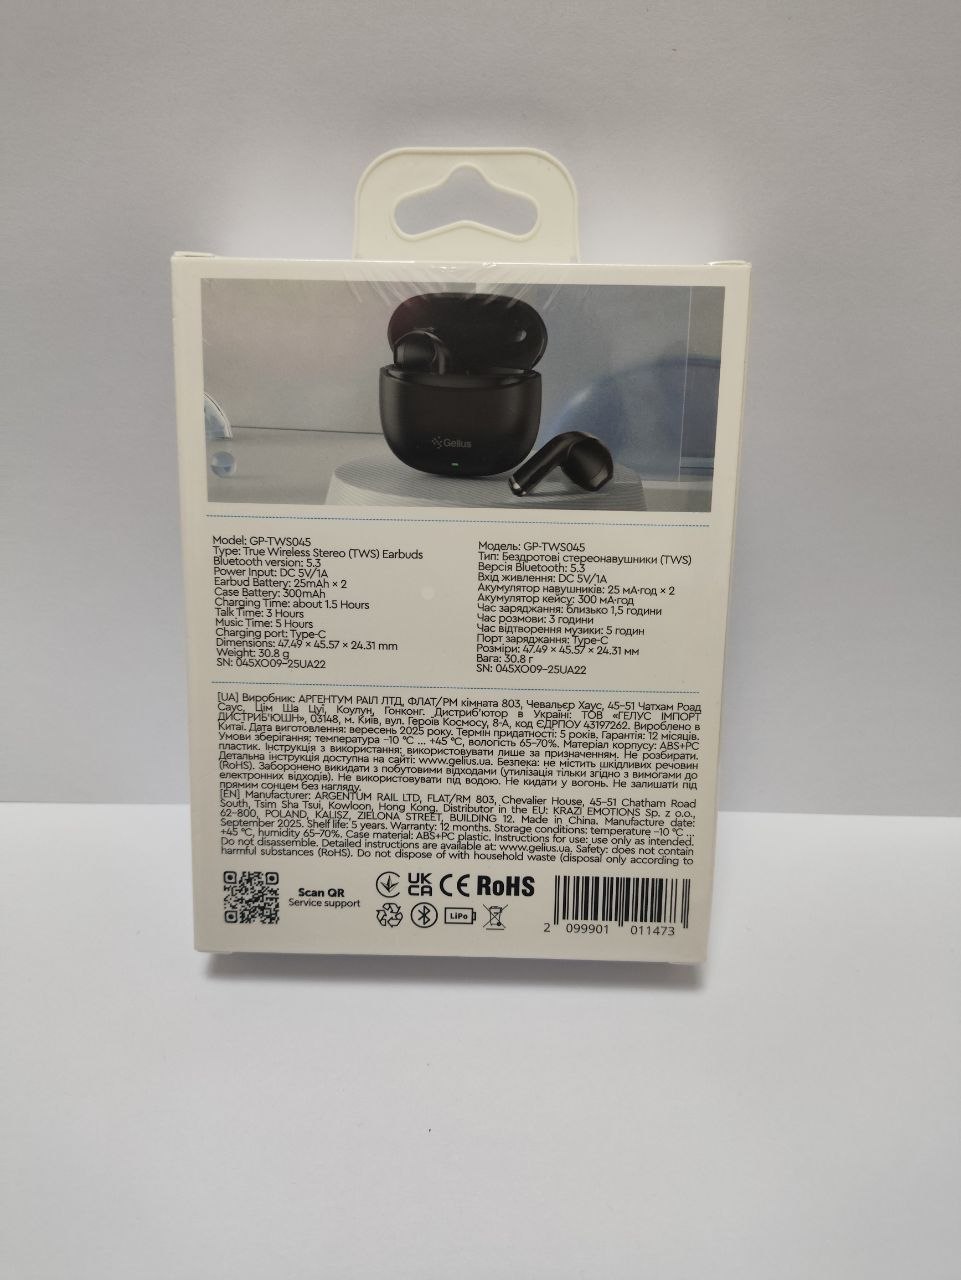 Gelius
Model: GP-TWS045
Type: True Wireless Stereo (TWS) Earbuds
Bluetooth version: 5.3
Power Input: DC 5V/1A
Earbud Battery: 25mAh × 2
Case Battery: 300mAh
Charging Time: about 1.5 Hours
Talk Time: 3 Hours
Music Time: 5 Hours
Charging port: Type-C
Dimensions: 47.49 × 45.57 × 24.31 mm
Weight: 30.8 g
SN: 045XO09-25UA22
Модель: GP-TWS045
Тип: Бездротові стереонавушники (TWS)
Версія Bluetooth: 5.3
Вхід живлення: DC 5V/1A
Акумулятор навушників: 25 мА·год × 2
Акумулятор кейсу: 300 мА·год
Час заряджання: близько 1,5 години
Час розмови: 3 години
Час відтворення музики: 5 годин
Порт заряджання: Type-C
Розміри: 47.49 × 45.57 × 24.31 мм
Вага: 30.8 г
SN: 045XO09-25UA22
[UA] Виробник: АРГЕНТУМ РАІЛ ЛТД, ФЛАТ/РМ кімната 803, Чевальєр Хаус, 45-51 Чатхам Роад
Саус, Цім Ша Цуї, Коулун, Гонконг. Дистриб'ютор в Україні: ТОВ «ГЕЛІУС ІМПОРТ
ДИСТРИБ'ЮШН», 03148, м. Київ, вул. Героїв Космосу, 8-А, код ЄДРПОУ 43197262. Вироблено в
Китаї. Дата виготовлення: вересень 2025 року. Термін придатності: 5 років, Гарантія: 12 місяців.
Умови зберігання: температура -10 °C ... +45 °C, вологість 65-70%. Матеріал корпусу: ABS+PC
пластик. Інструкція з використання: використовувати лише за призначенням. Не розбирати.
Детальна інструкція доступна на сайті: www.gelius.ua. Безпека: не містить шкідливих речовин
(RoHS). Заборонено викидати з побутовими відходами (утилізація тільки згідно з вимогами до
електронних відходів). Не використовувати під водою. Не кидати у вогонь. Не залишати під
прямим сонцем без нагляду.
[EN] Manufacturer: ARGENTUM RAIL LTD, FLAT/RM 803, Chevalier House, 45-51 Chatham Road
South, Tsim Sha Tsui, Kowloon, Hong Kong. Distributor in the EU: KRAZI EMOTIONS Sp. z o.o.,
62-800, POLAND, KALISZ, ZIELONA STREET, BUILDING 12. Made in China. Manufacture date:
September 2025. Shelf life: 5 years. Warranty: 12 months. Storage conditions: temperature -10 °C ...
+45 °C, humidity 65-70%. Case material: ABS+PC plastic. Instructions for use: use only as intended.
Do not disassemble. Detailed instructions are available at: www.gelius.ua. Safety: does not contain
harmful substances (RoHS). Do not dispose of with household waste (disposal only according to
Scan QR
Service support
UK
CA
CE RoHS
LiPo
2 099901 011473